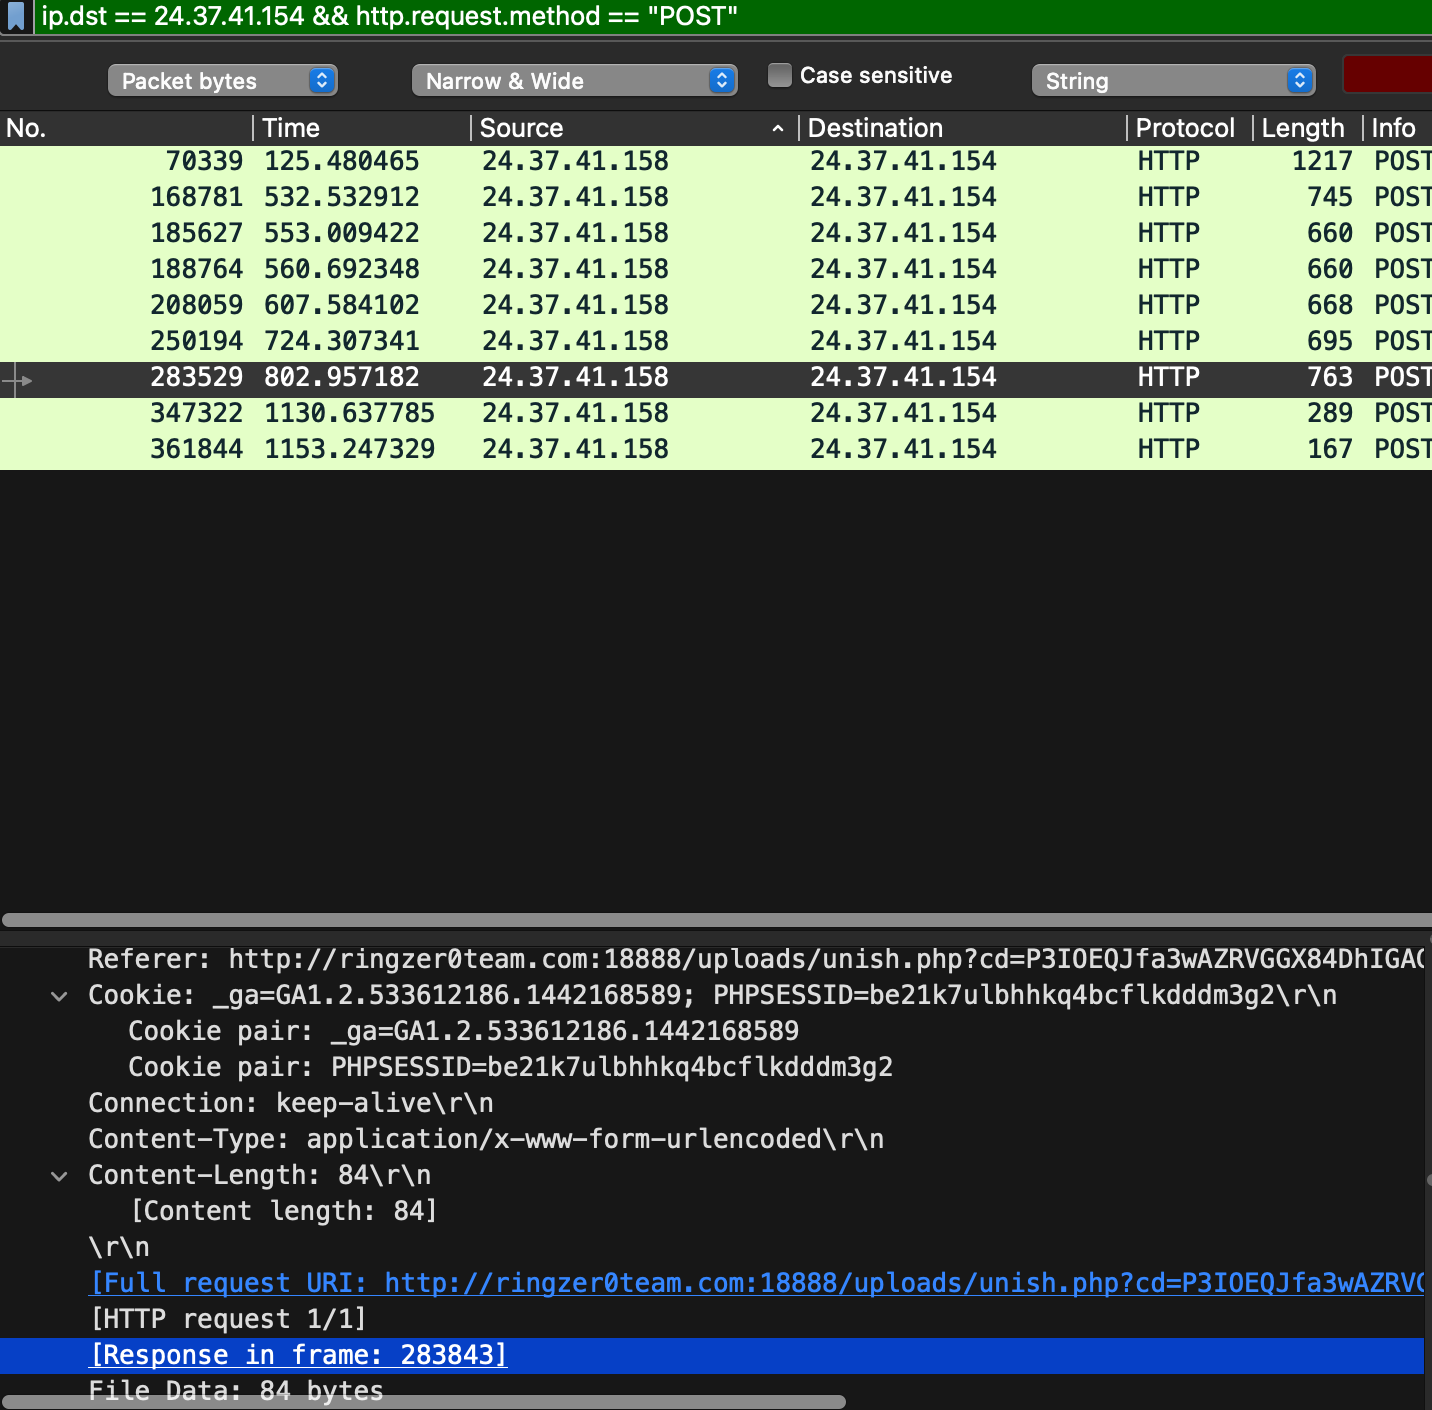 ip.dst == 24.37.41.154 && http.request.method == "POST"
Packet bytes Narrow & Wide Case sensitive String
No. Time Source Destination Protocol Length Info
70339 125.480465 24.37.41.158 24.37.41.154 HTTP 1217 POST
168781 532.532912 24.37.41.158 24.37.41.154 HTTP 745 POST
185627 553.009422 24.37.41.158 24.37.41.154 HTTP 660 POST
188764 560.692348 24.37.41.158 24.37.41.154 HTTP 660 POST
208059 607.584102 24.37.41.158 24.37.41.154 HTTP 668 POST
250194 724.307341 24.37.41.158 24.37.41.154 HTTP 695 POST
283529 802.957182 24.37.41.158 24.37.41.154 HTTP 763 POST
347322 1130.637785 24.37.41.158 24.37.41.154 HTTP 289 POST
361844 1153.247329 24.37.41.158 24.37.41.154 HTTP 167 POST
Referer: http://ringzer0team.com:18888/uploads/unish.php?cd=P3IOEQJfa3wAZRVGGX84DhIGAC
Cookie: _ga=GA1.2.533612186.1442168589; PHPSESSID=be21k7ulbhhkq4bcflkdddm3g2\r\n
Cookie pair: _ga=GA1.2.533612186.1442168589
Cookie pair: PHPSESSID=be21k7ulbhhkq4bcflkdddm3g2
Connection: keep-alive\r\n
Content-Type: application/x-www-form-urlencoded\r\n
Content-Length: 84\r\n
[Content length: 84]
\r\n
[Full request URI: http://ringzer0team.com:18888/uploads/unish.php?cd=P3IOEQJfa3wAZRVG
[HTTP request 1/1]
[Response in frame: 283843]
File Data: 84 bytes